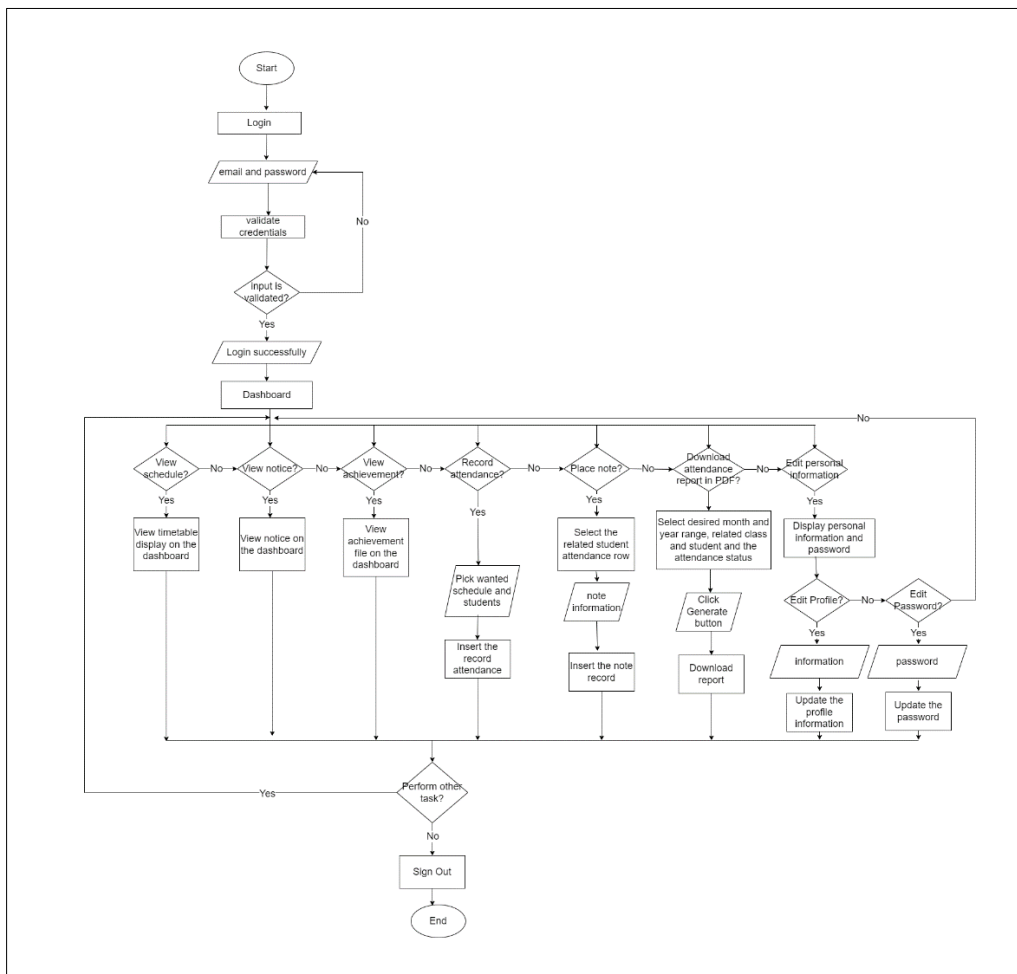 Start
Login
email and password
validate
credentials
No
Input is
validated?
Yes
Login successfully
Dashboard
No
View
schedule?
No
View notice?
No
View
achievement?
No
Record
attendance?
No
Place note?
No
Download
attendance
report in PDF?
No
Edit personal
information
Yes
Yes
Yes
Yes
Yes
Yes
Yes
View timetable
display on the
dashboard
View notice on
the dashboard
View
achievement
file on the
dashboard
Select the
related student
attendance row
Select desired month and
year range, related class
and student and the
attendance status
Display personal
information and
password
Pick wanted
schedule and
students
note
information
Click
Generate
button
Edit Profile?
No
Edit
Password?
Yes
Yes
Insert the
record
attendance
Insert the note
record
Download
report
information
password
Update the
profile
information
Update the
password
Perform other
task?
Yes
No
Sign Out
End